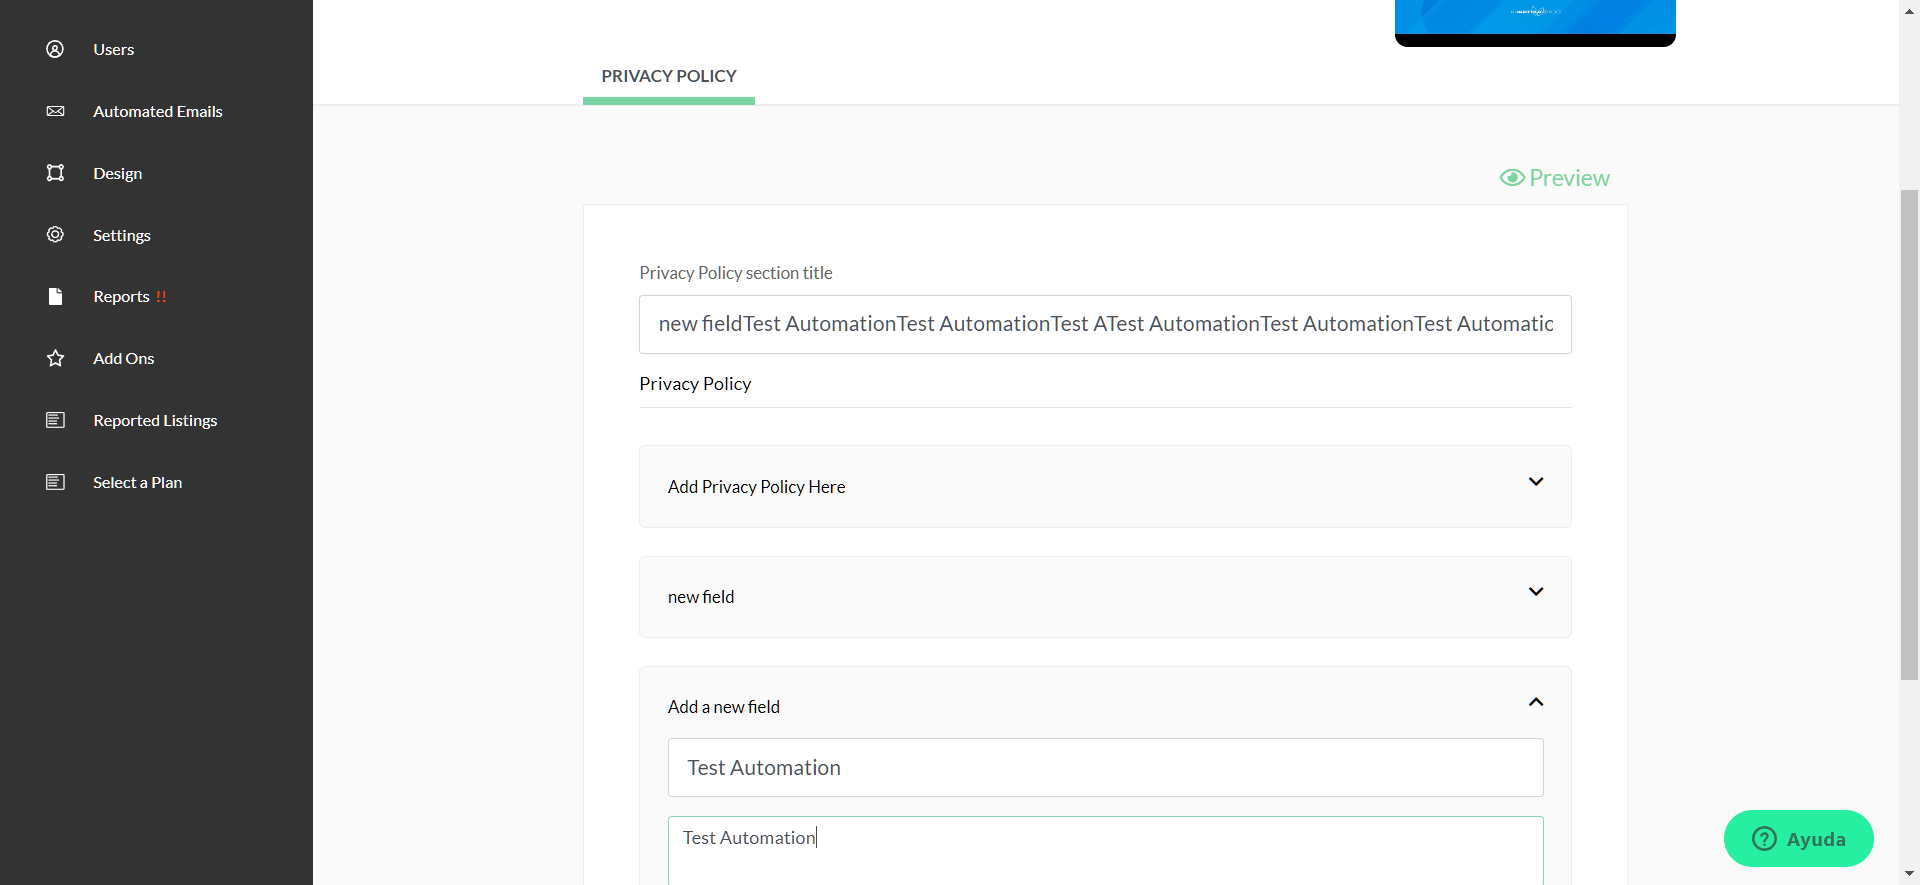 Users
Automated Emails
Design
Settings
Reports !!
Add Ons
Reported Listings
Select a Plan
PRIVACY POLICY
Preview
Privacy Policy section title
new fieldTest AutomationTest AutomationTest ATest AutomationTest AutomationTest Automatic
Privacy Policy
Add Privacy Policy Here
new field
Add a new field
Test Automation
Test Automation
Ayuda